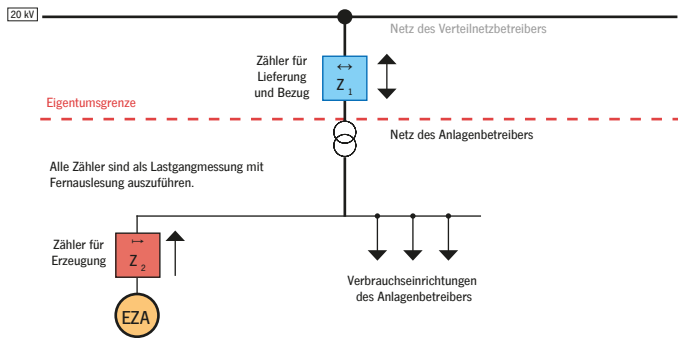 20 kV
Netz des Verteilnetzbetreibers
Zähler für
Lieferung
und Bezug
↔
Z 1
Eigentumsgrenze
Netz des Anlagenbetreibers
Alle Zähler sind als Lastgangmessung mit
Fernauslesung auszuführen.
Zähler für
Erzeugung
↦
Z 2
Verbrauchseinrichtungen
des Anlagenbetreibers
EZA